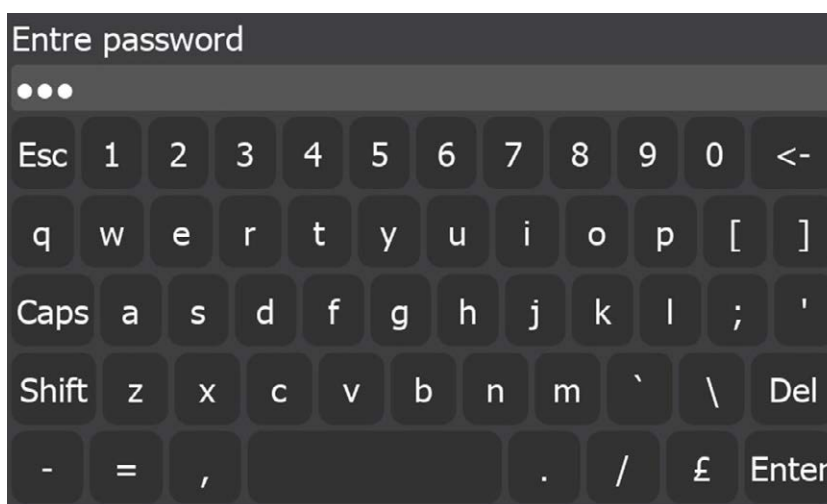 Entre password
●●●
Esc 1 2 3 4 5 6 7 8 9 0 <-
q w e r t y u i o p [ ]
Caps a s d f g h j k l ; '
Shift z x c v b n m ` \ Del
- = , . / £ Enter